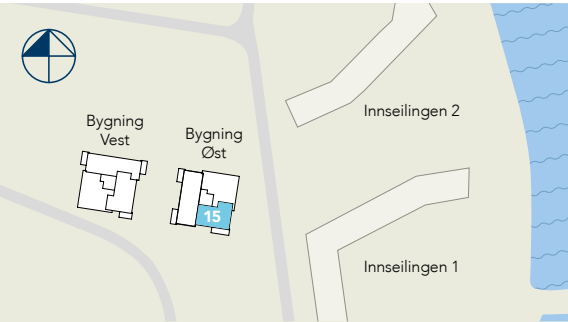 Bygning
Vest
Bygning
Øst
15
Innseilingen 2
Innseilingen 1